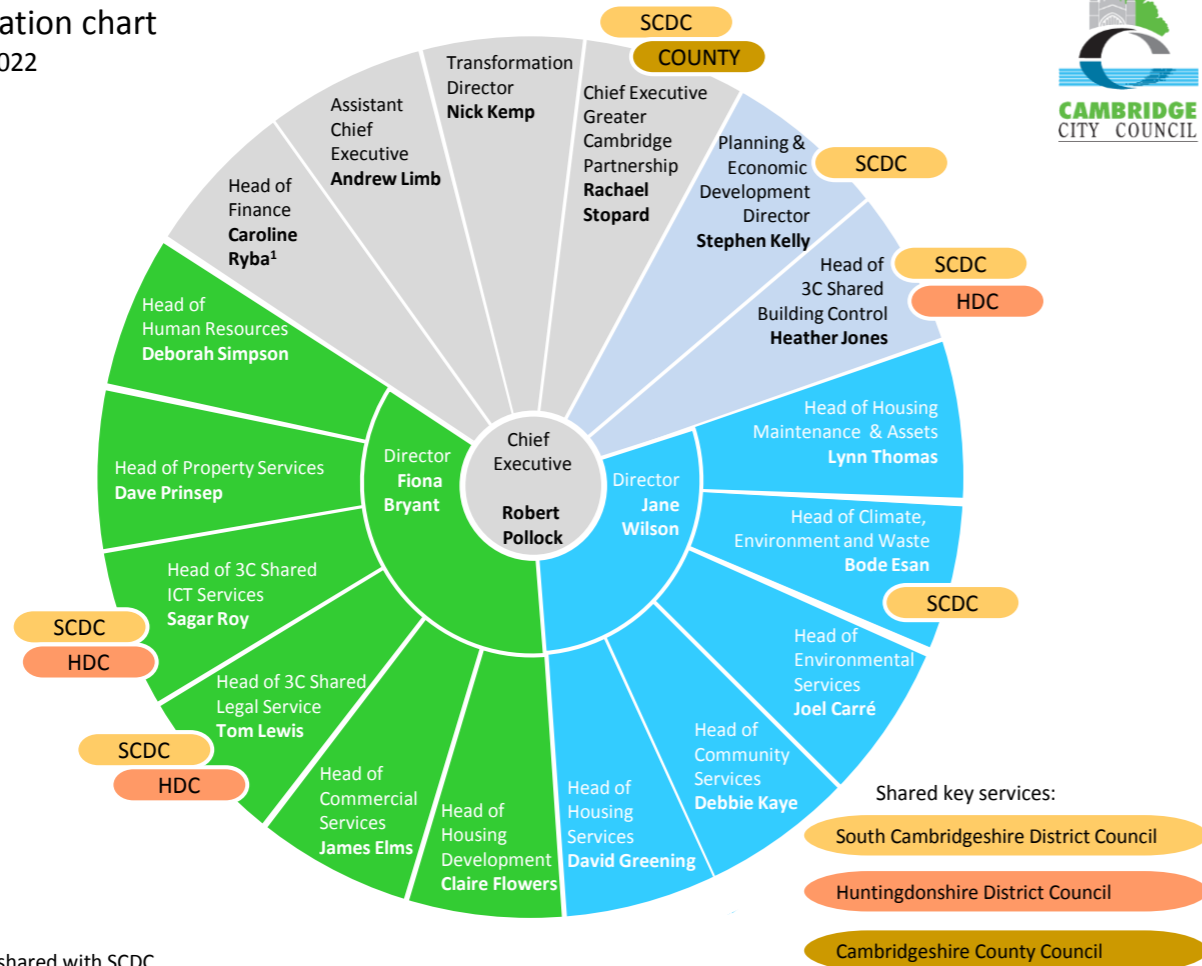 ation chart
022
SCDC
COUNTY
CAMBRIDGE
CITY COUNCIL
Transformation
Director
Nick Kemp
Chief Executive
Greater
Cambridge
Partnership
Rachael
Stopard
Assistant
Chief
Executive
Andrew Limb
Planning &
Economic
Development
Director
Stephen Kelly
SCDC
Head of
Finance
Caroline
Ryba¹
Head of
3C Shared
Building Control
Heather Jones
SCDC
HDC
Head of
Human Resources
Deborah Simpson
Head of Housing
Maintenance & Assets
Lynn Thomas
Chief
Executive
Robert
Pollock
Director
Fiona
Bryant
Director
Jane
Wilson
Head of Property Services
Dave Prinsep
Head of Climate,
Environment and Waste
Bode Esan
SCDC
Head of 3C Shared
ICT Services
Sagar Roy
SCDC
HDC
Head of
Environmental
Services
Joel Carré
Head of 3C Shared
Legal Service
Tom Lewis
SCDC
HDC
Head of
Community
Services
Debbie Kaye
Head of
Commercial
Services
James Elms
Head of
Housing
Development
Claire Flowers
Head of
Housing
Services
David Greening
Shared key services:
South Cambridgeshire District Council
Huntingdonshire District Council
Cambridgeshire County Council
shared with SCDC